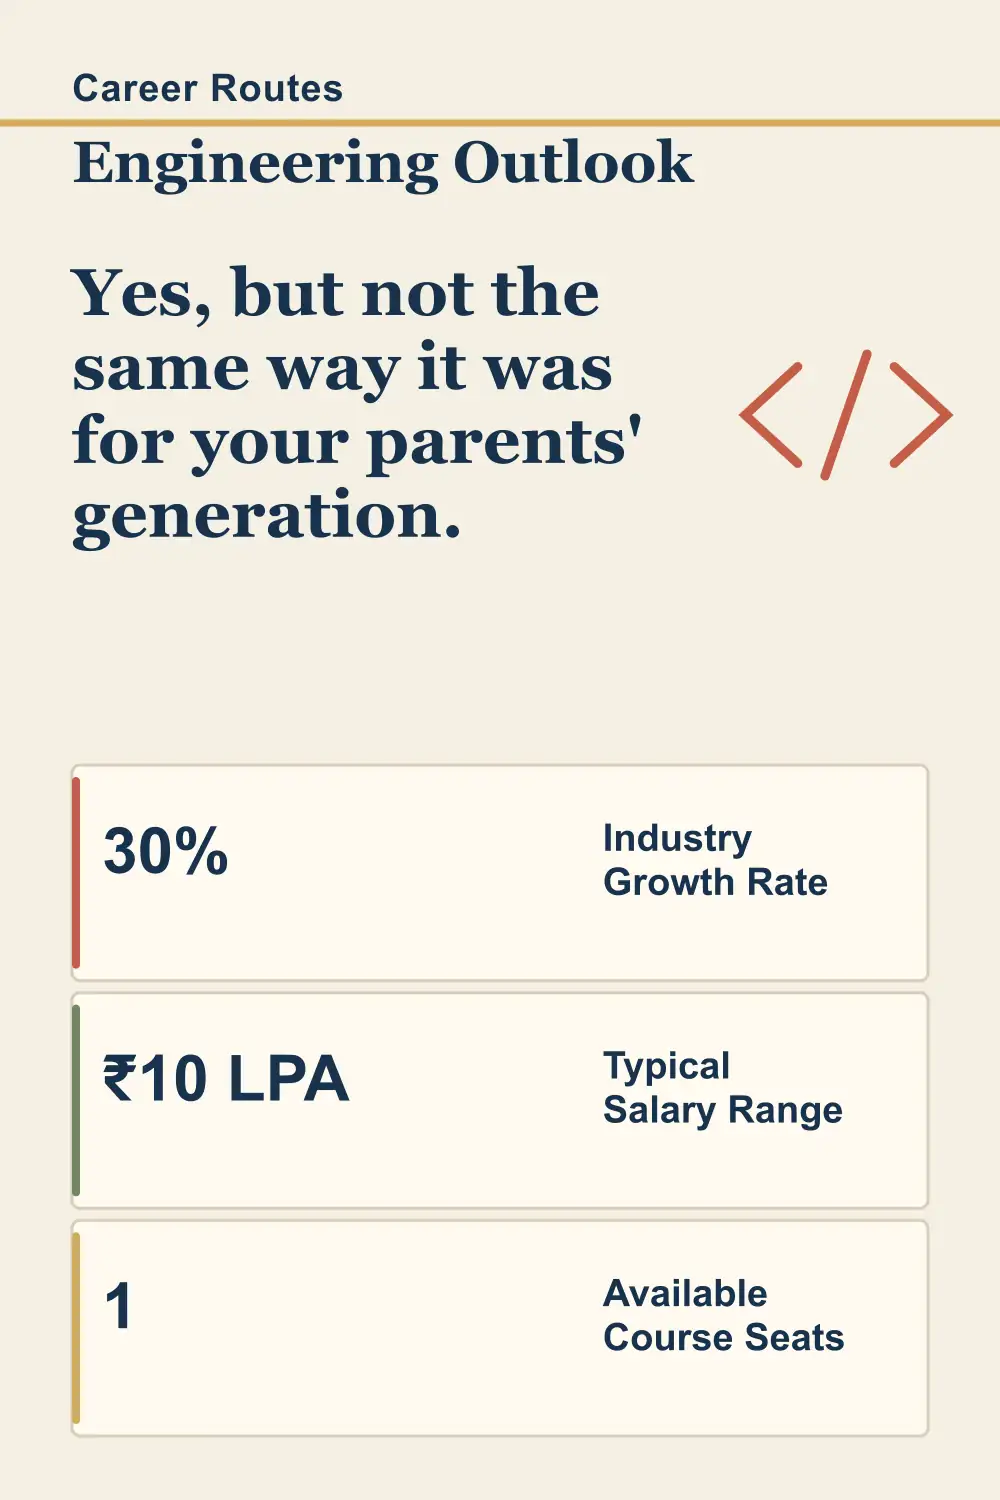 Career Routes
Engineering Outlook
Yes, but not the
same way it was
for your parents'
generation.
</>
30%
Industry
Growth Rate
₹10 LPA
Typical
Salary Range
1
Available
Course Seats